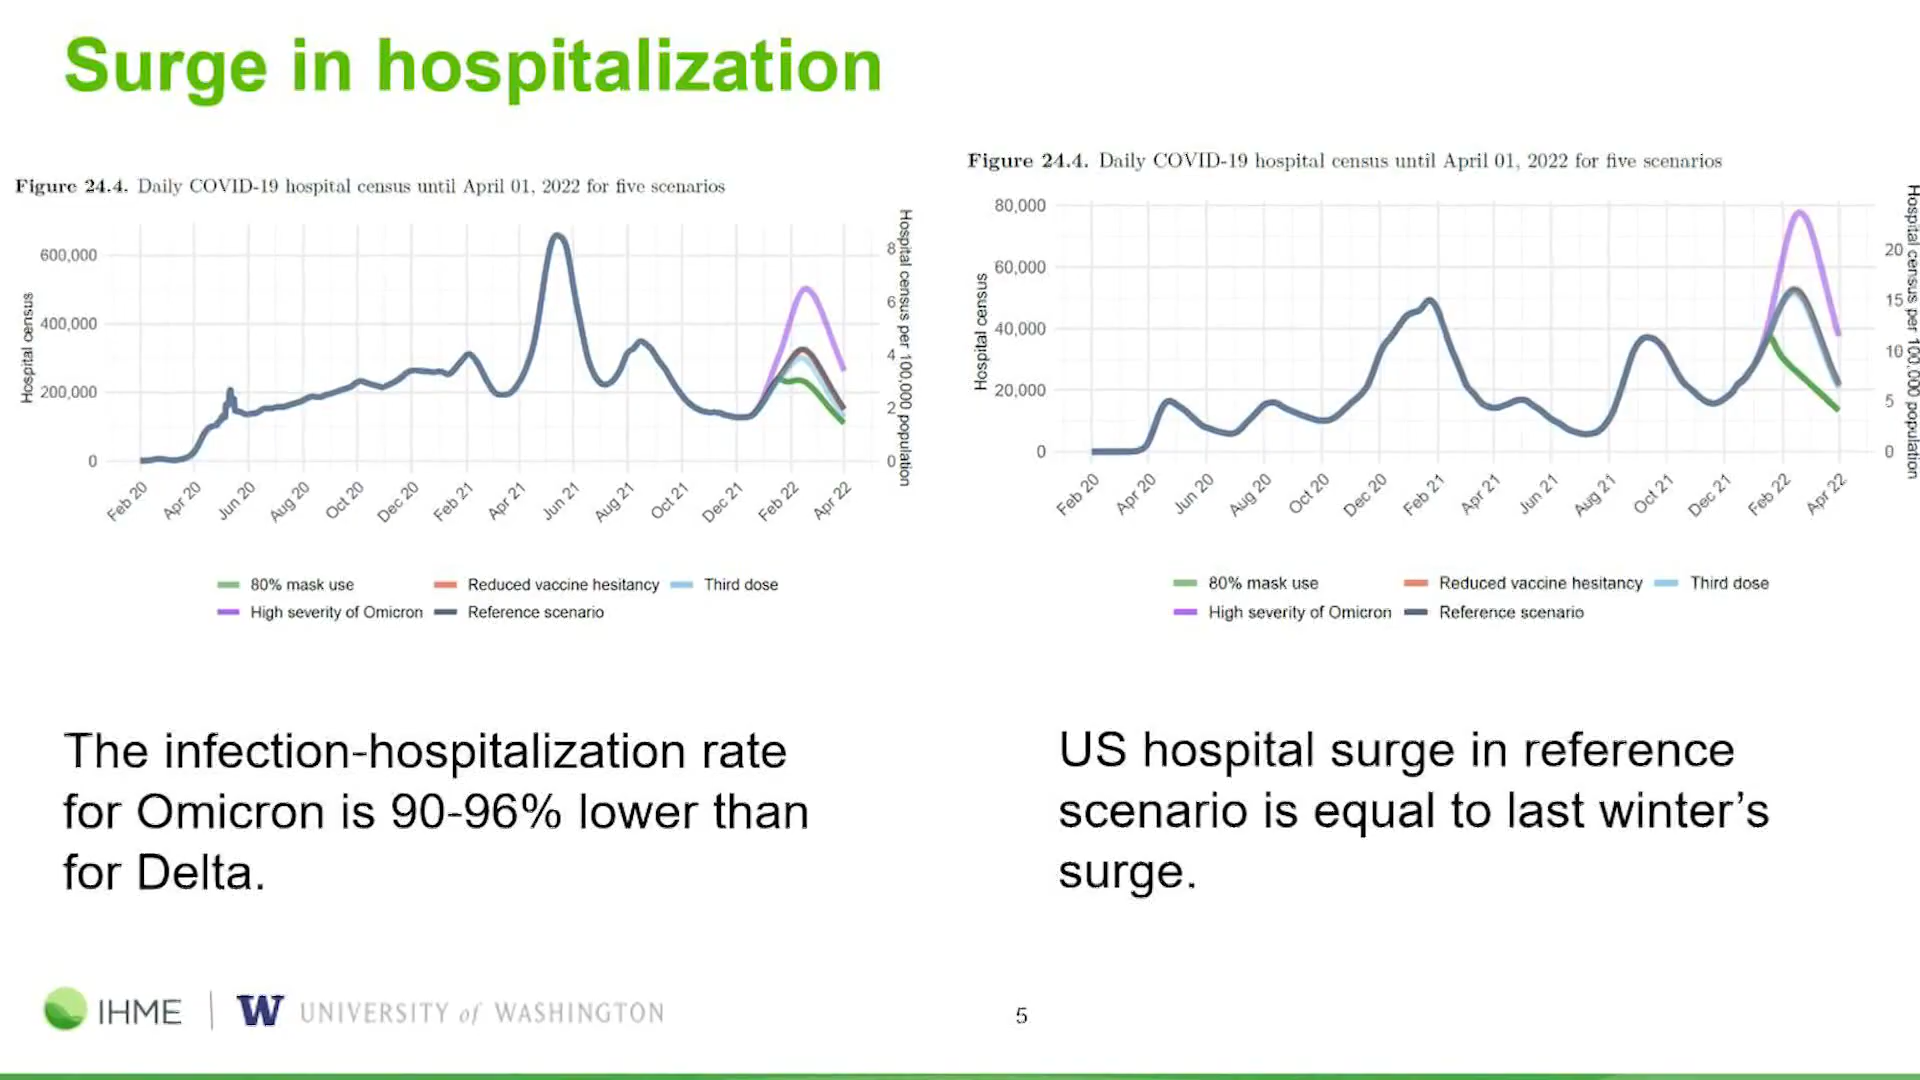 Surge in hospitalization
Figure 24.4. Daily COVID-19 hospital census until April 01, 2022 for five scenarios
Hospital census
600,000
400,000
200,000
0
8
6
4
2
0
Hospital census per 100,000 population
Feb 20
Apr 20
Jun 20
Aug 20
Oct 20
Dec 20
Feb 21
Apr 21
Jun 21
Aug 21
Oct 21
Dec 21
Feb 22
Apr 22
80% mask use
Reduced vaccine hesitancy
Third dose
High severity of Omicron
Reference scenario
Figure 24.4. Daily COVID-19 hospital census until April 01, 2022 for five scenarios
Hospital census
80,000
60,000
40,000
20,000
0
20
15
10
5
0
Hospital census per 100,000 population
Feb 20
Apr 20
Jun 20
Aug 20
Oct 20
Dec 20
Feb 21
Apr 21
Jun 21
Aug 21
Oct 21
Dec 21
Feb 22
Apr 22
80% mask use
Reduced vaccine hesitancy
Third dose
High severity of Omicron
Reference scenario
The infection-hospitalization rate
for Omicron is 90-96% lower than
for Delta.
US hospital surge in reference
scenario is equal to last winter’s
surge.
IHME
W UNIVERSITY of WASHINGTON
5